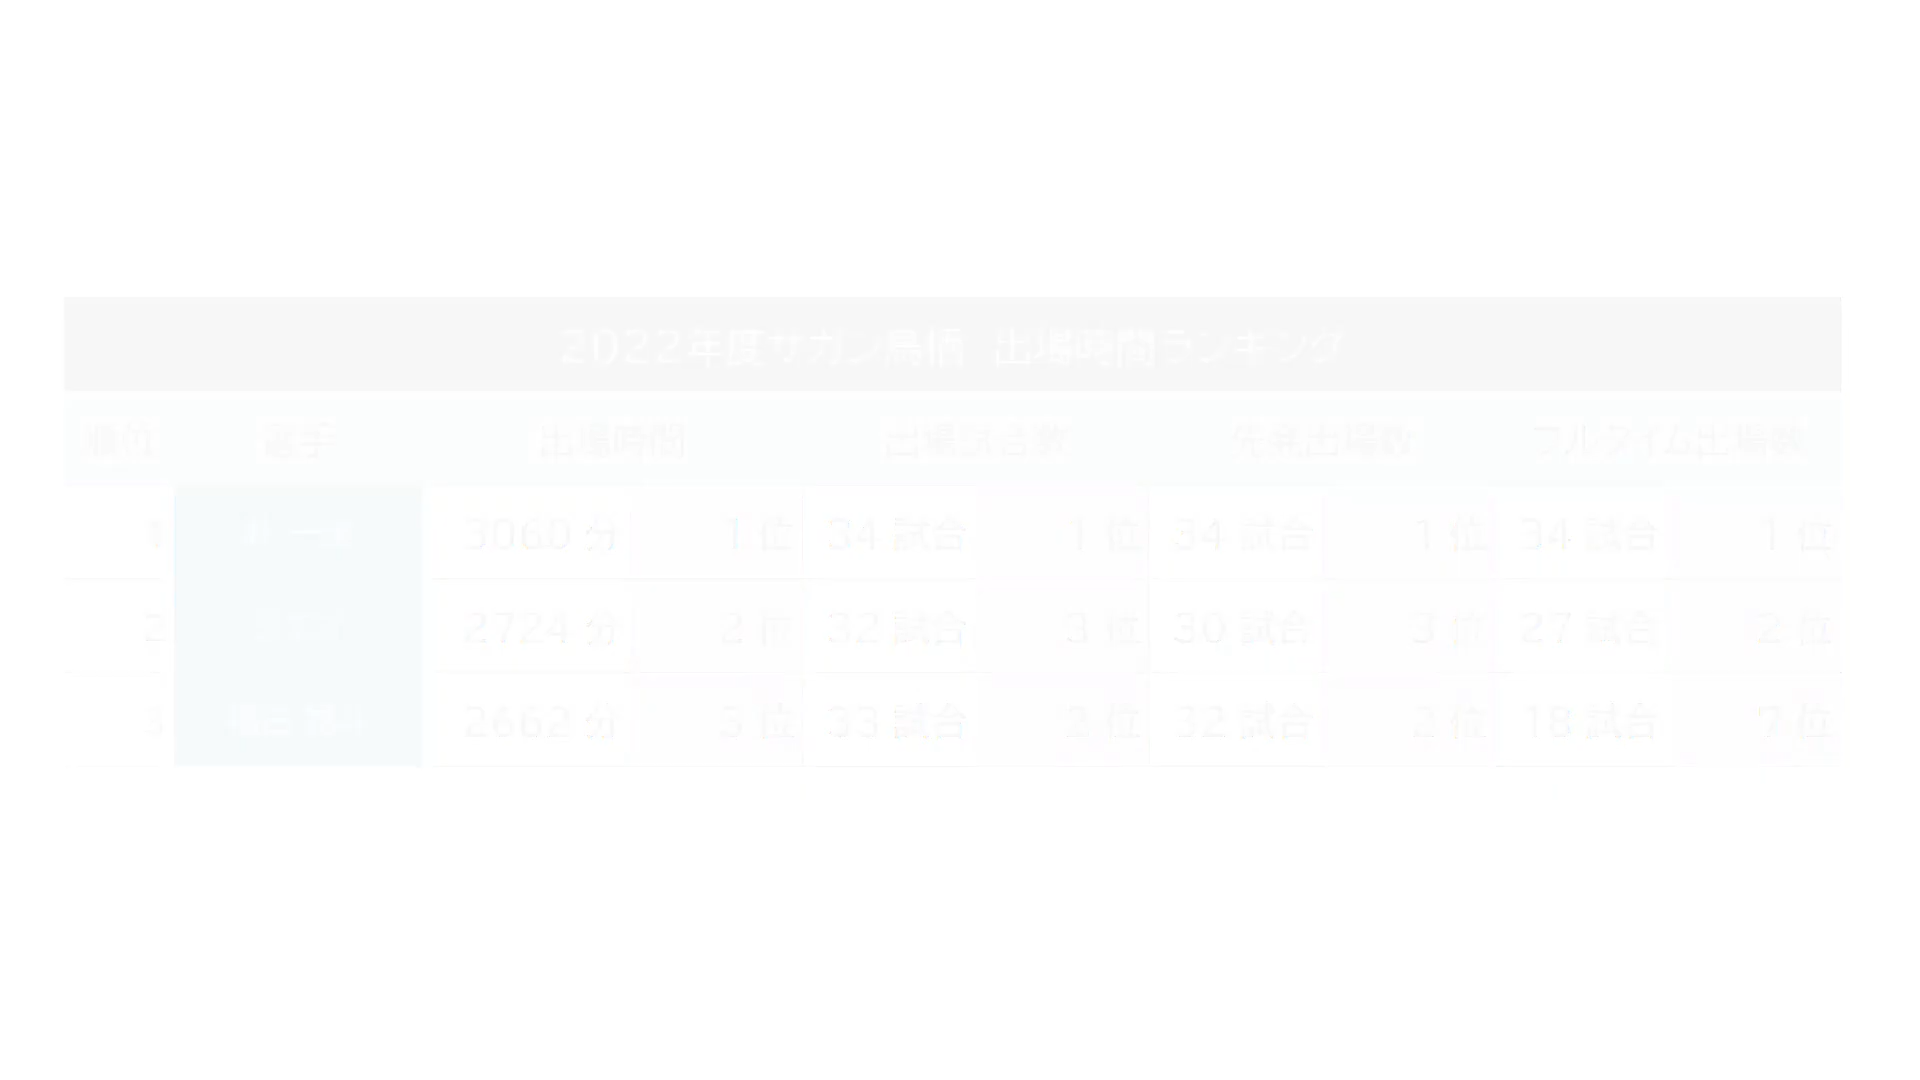 2022年度サガン鳥栖 出場時間ランキング
順位 選手 出場時間 出場試合数 先発出場数 フルタイム出場数
1 3060 分 1 位 34 試合 1 位 34 試合 1 位 34 試合 1 位
2 2724 分 2 位 32 試合 3 位 30 試合 3 位 27 試合 2 位
3 2662 分 3 位 33 試合 2 位 32 試合 2 位 18 試合 7 位